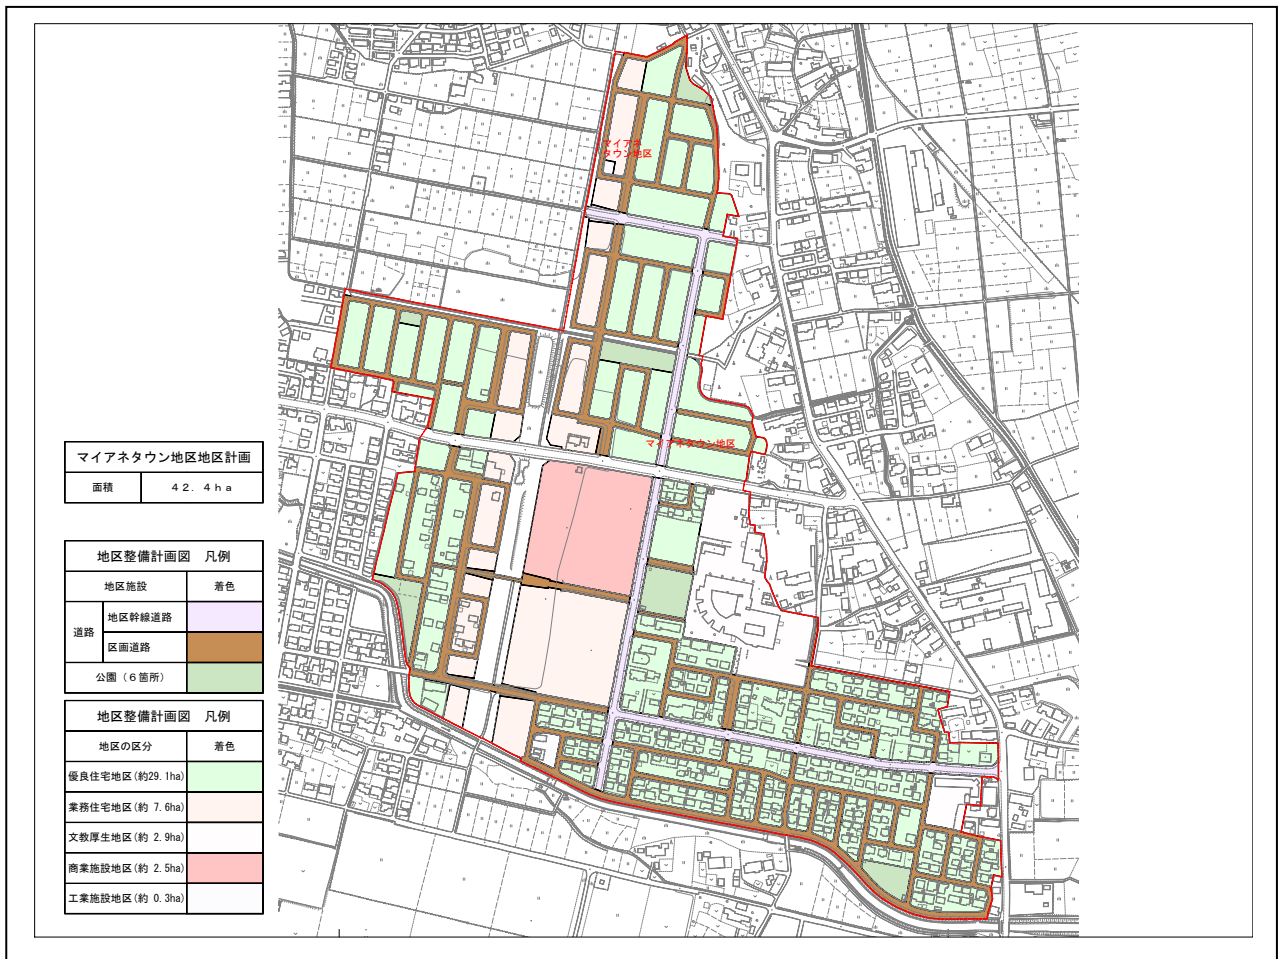 マイアネ
タウン地区
マイアネタウン地区
マイアネタウン地区地区計画
面積 42.4ha
地区整備計画図 凡例
地区施設 着色
道路 地区幹線道路
区画道路
公園(6箇所)
地区整備計画図 凡例
地区の区分 着色
優良住宅地区(約29.1ha)
業務住宅地区(約 7.6ha)
文教厚生地区(約 2.9ha)
商業施設地区(約 2.5ha)
工業施設地区(約 0.3ha)